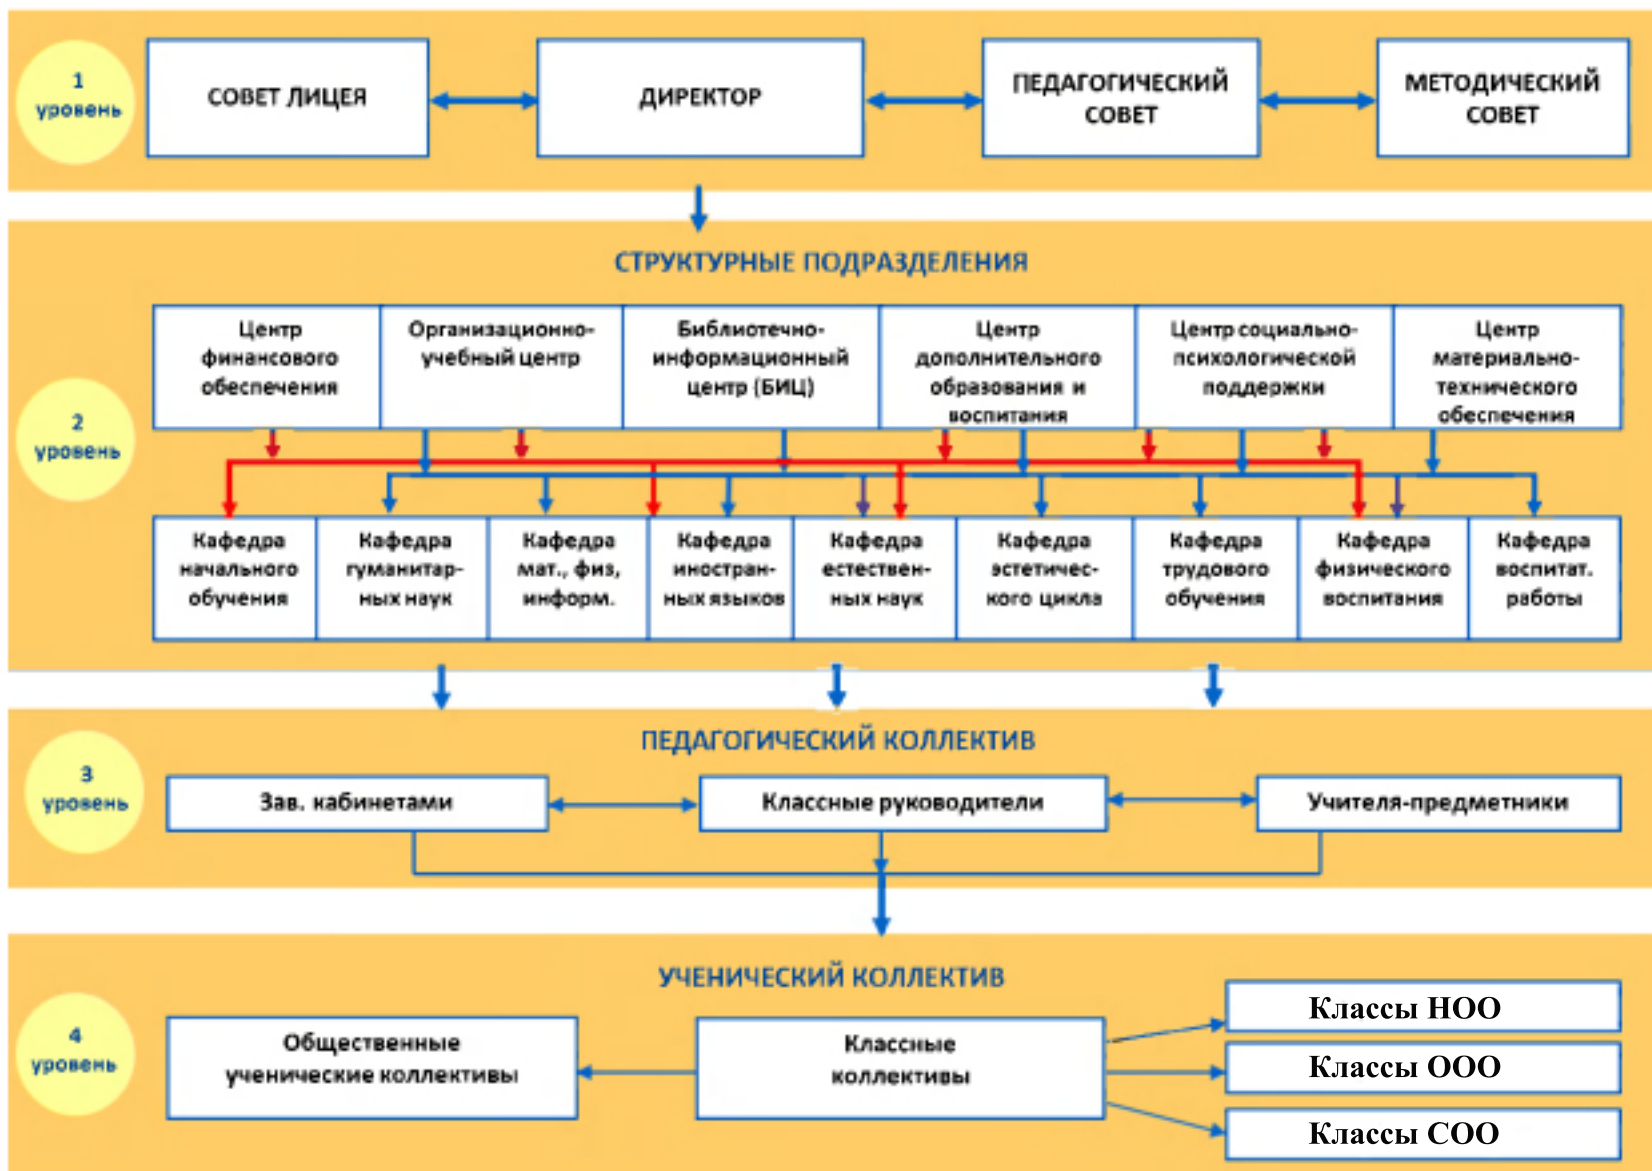 1
уровень
СОВЕТ ЛИЦЕЯ
ДИРЕКТОР
ПЕДАГОГИЧЕСКИЙ
СОВЕТ
МЕТОДИЧЕСКИЙ
СОВЕТ
СТРУКТУРНЫЕ ПОДРАЗДЕЛЕНИЯ
2
уровень
Центр
финансового
обеспечения
Организационно-
учебный центр
Библиотечно-
информационный
центр (БИЦ)
Центр
дополнительного
образования и
воспитания
Центр социально-
психологической
поддержки
Центр
материально-
технического
обеспечения
Кафедра
начального
обучения
Кафедра
гуманитар-
ных наук
Кафедра
мат., физ,
информ.
Кафедра
иностран-
ных языков
Кафедра
естествен-
ных наук
Кафедра
эстетичес-
кого цикла
Кафедра
трудового
обучения
Кафедра
физического
воспитания
Кафедра
воспитат.
работы
ПЕДАГОГИЧЕСКИЙ КОЛЛЕКТИВ
3
уровень
Зав. кабинетами
Классные руководители
Учителя-предметники
УЧЕНИЧЕСКИЙ КОЛЛЕКТИВ
4
уровень
Общественные
ученические коллективы
Классные
коллективы
Классы НОО
Классы ООО
Классы СОО